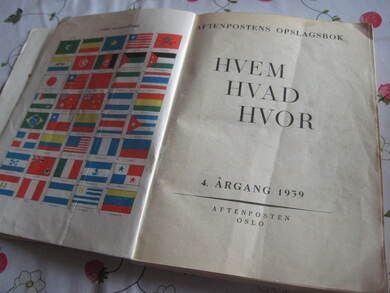 AFTENPOSTENS OPSLAGSBOK
HVEM
HVAD
HVOR
4. ÅRGANG 1939
AFTENPOSTEN
OSLO